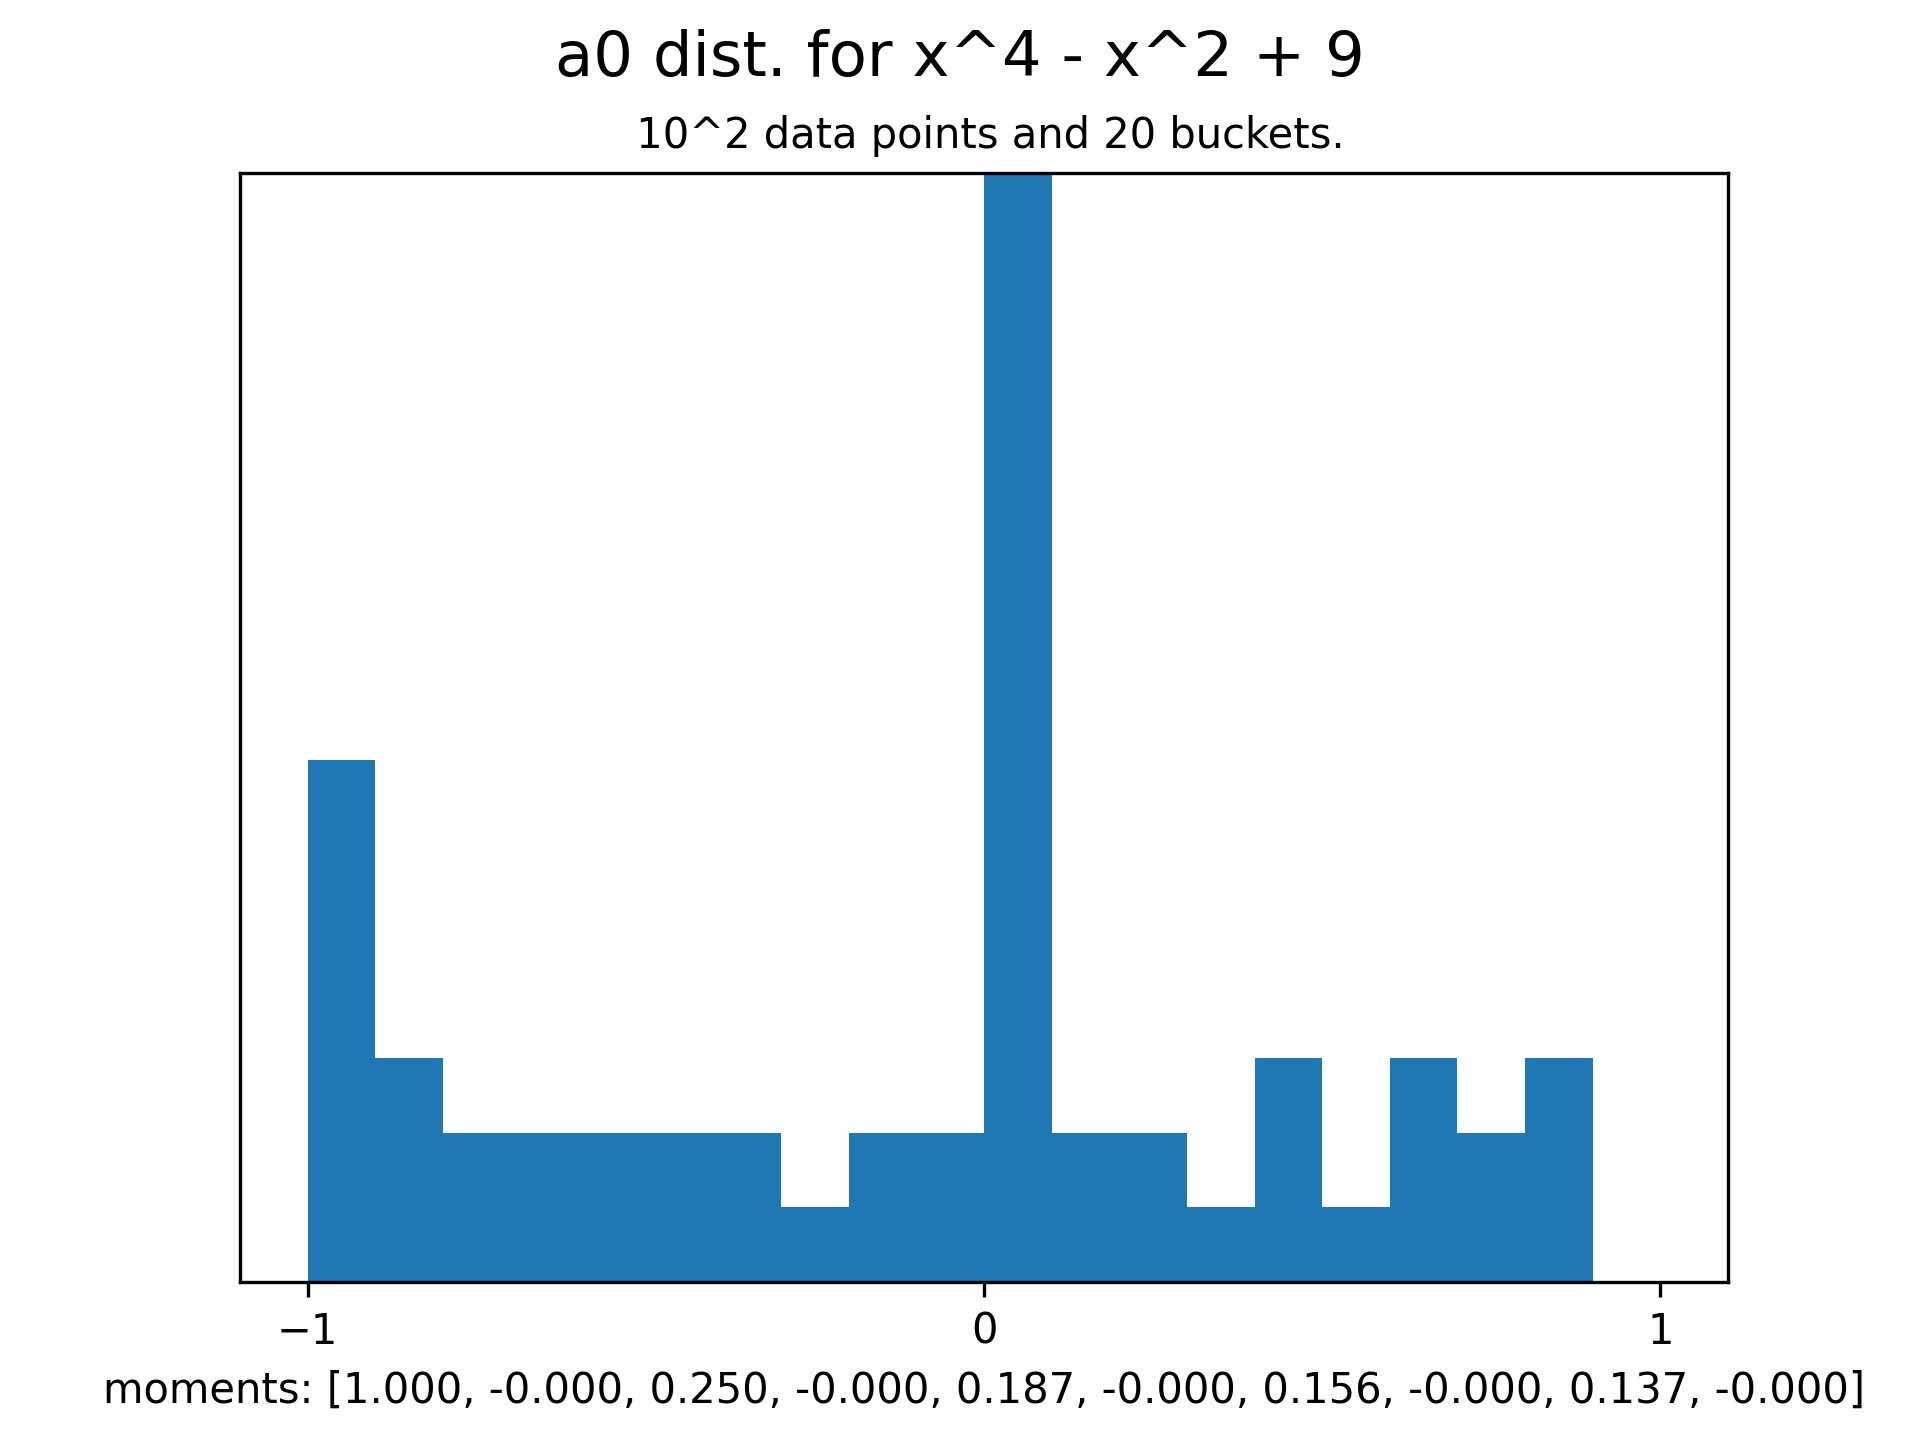 a0 dist. for x^4 - x^2 + 9
10^2 data points and 20 buckets.
−1 0 1
moments: [1.000, -0.000, 0.250, -0.000, 0.187, -0.000, 0.156, -0.000, 0.137, -0.000]